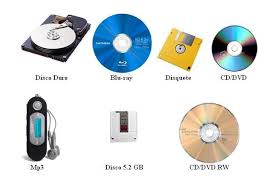 Disco Duro
Blu-ray
Disquete
CD/DVD
Mp3
Disco 5.2 GB
CD/DVD RW